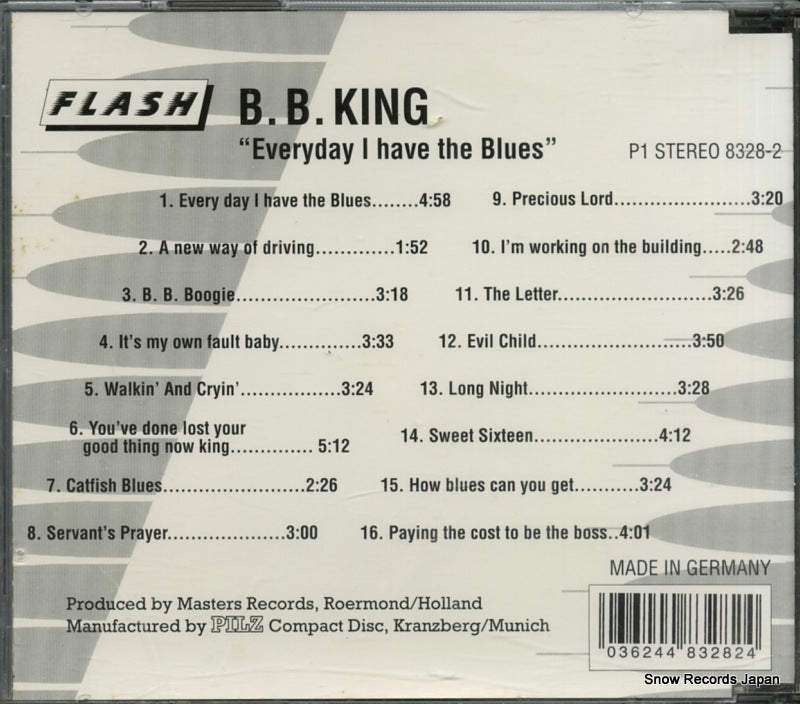 FLASH
B. B. KING
"Everyday I have the Blues"
P1 STEREO 8328-2
1. Every day I have the Blues........4:58
2. A new way of driving..............1:52
3. B. B. Boogie........................3:18
4. It's my own fault baby..............3:33
5. Walkin' And Cryin'..................3:24
6. You've done lost your
good thing now king.............. 5:12
7. Catfish Blues........................2:26
8. Servant's Prayer....................3:00
9. Precious Lord.......................3:20
10. I'm working on the building.....2:48
11. The Letter..........................3:26
12. Evil Child..........................3:50
13. Long Night.........................3:28
14. Sweet Sixteen.....................4:12
15. How blues can you get...........3:24
16. Paying the cost to be the boss..4:01
MADE IN GERMANY
Produced by Masters Records, Roermond/Holland
Manufactured by PILZ Compact Disc, Kranzberg/Munich
036244 832824
Snow Records Japan